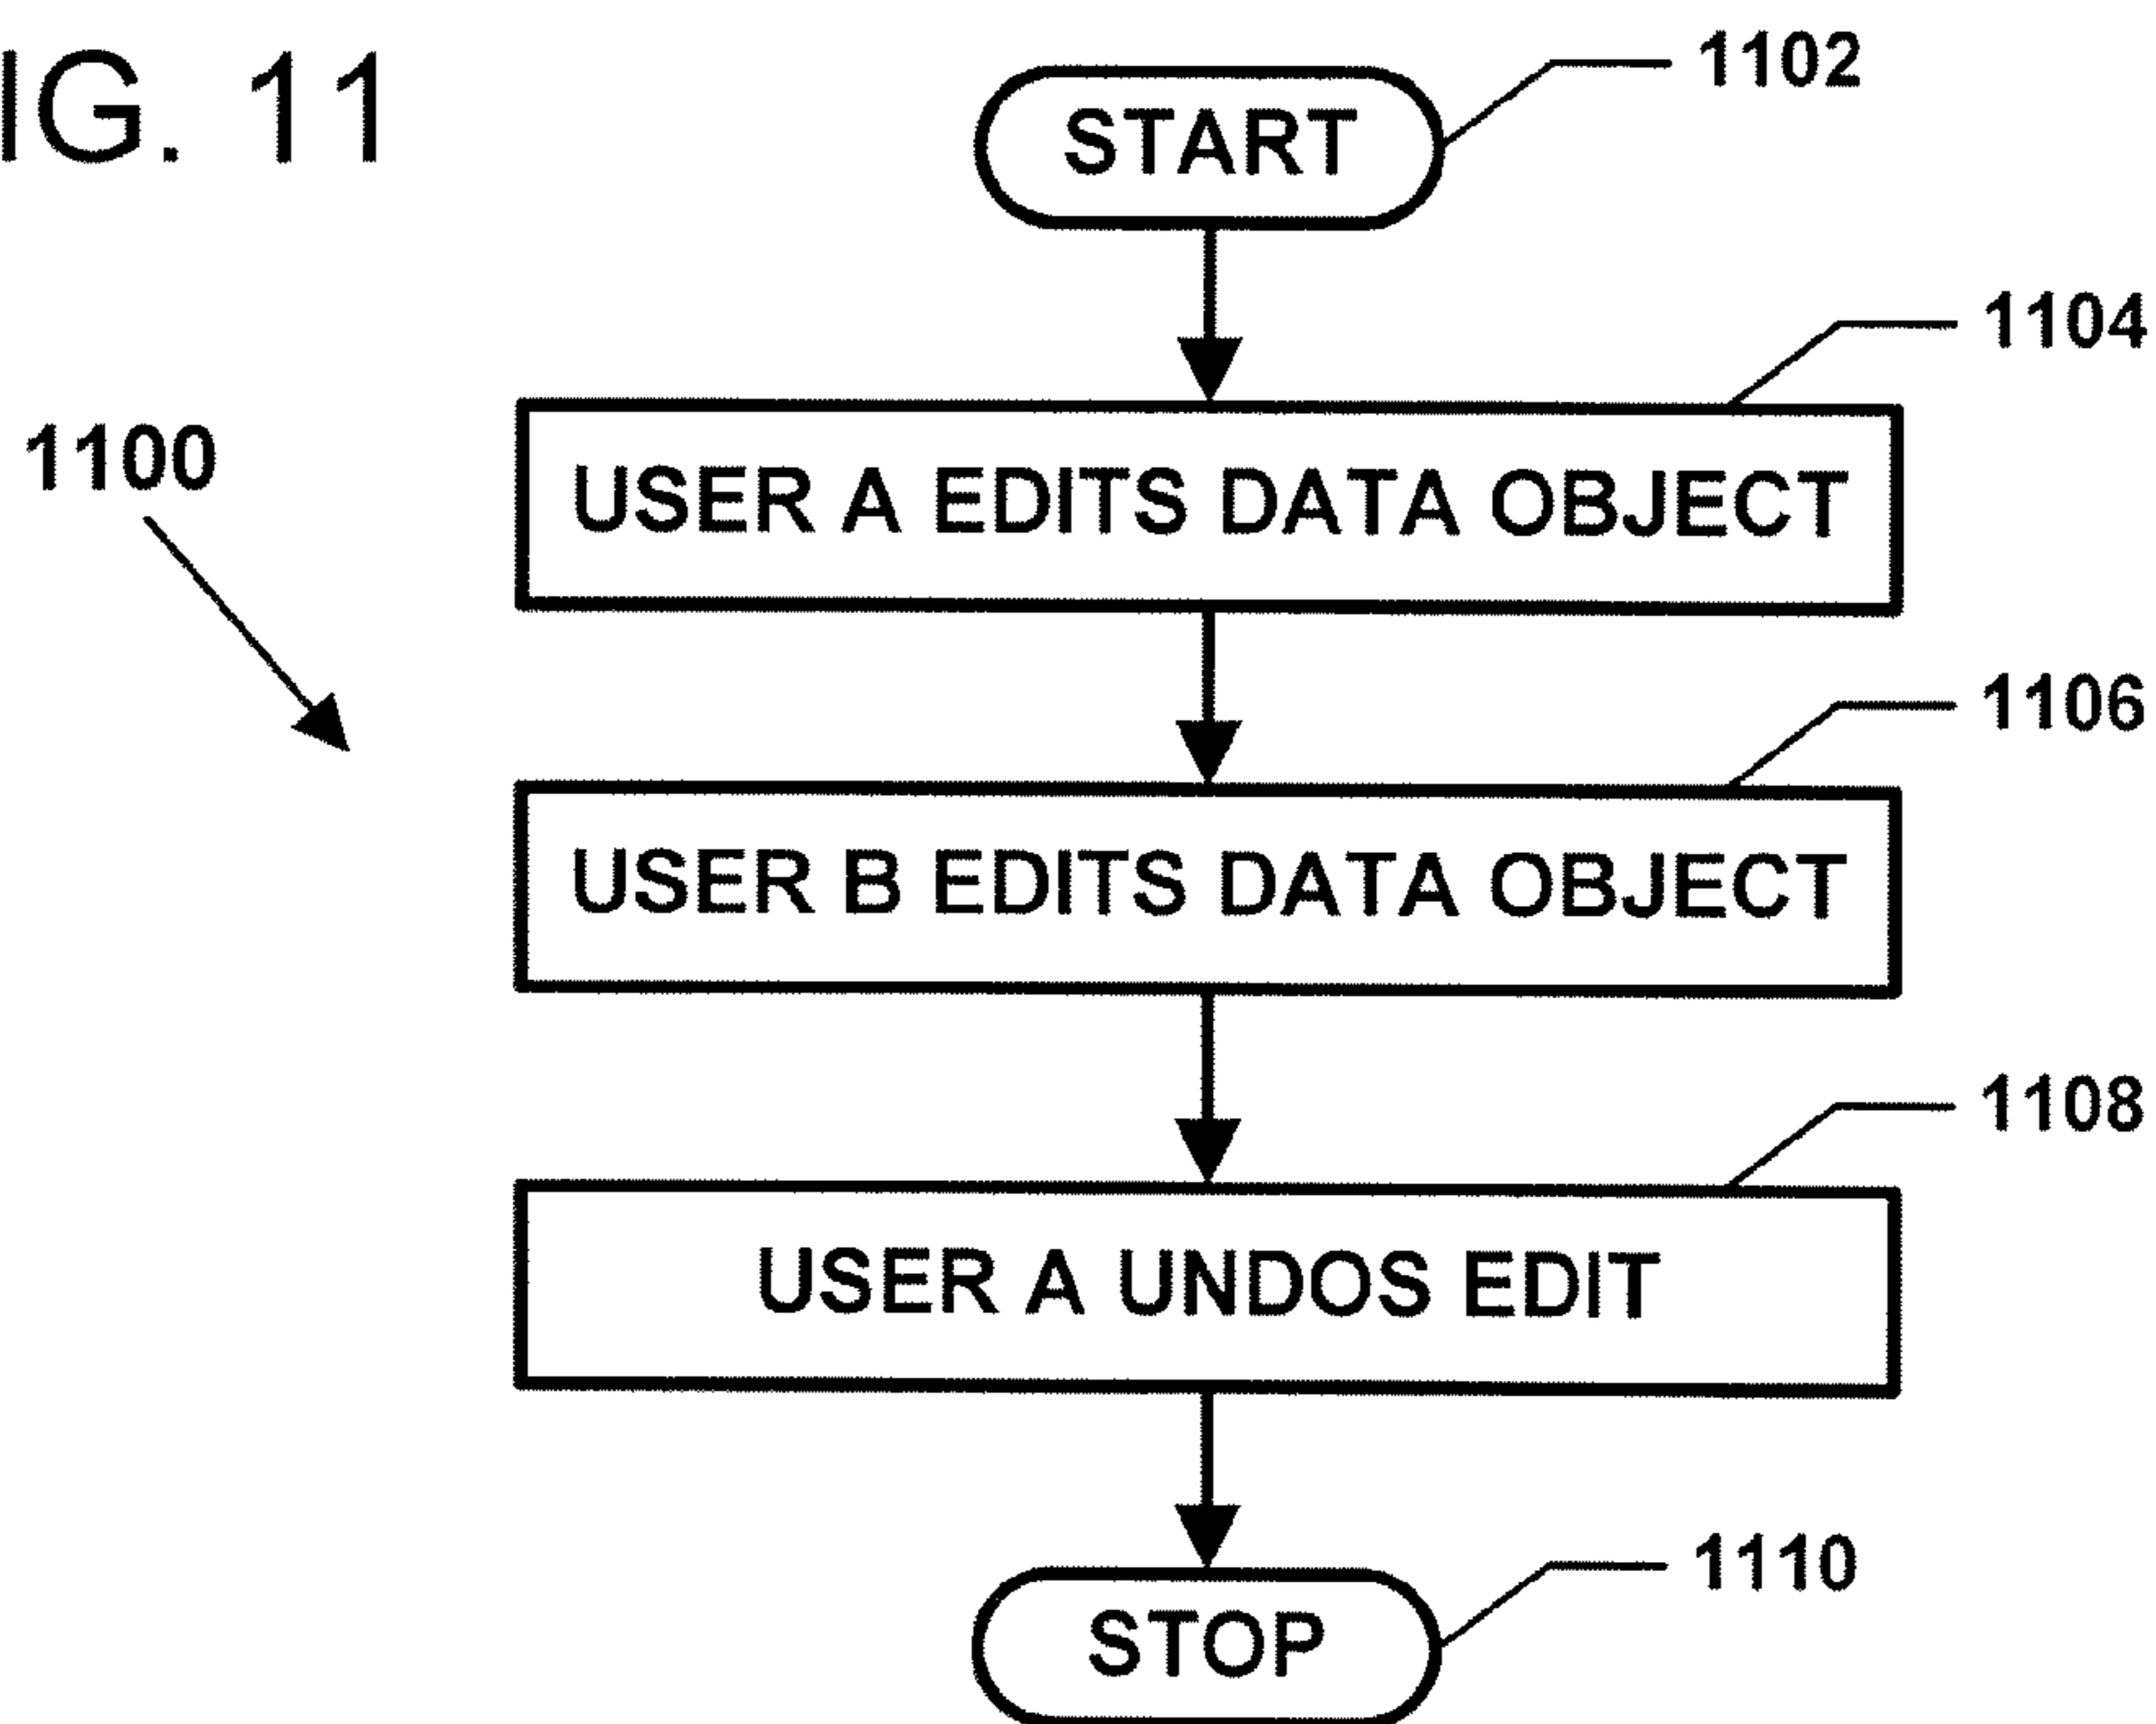 IG. 11
1102
START
1104
1100
USER A EDITS DATA OBJECT
1106
USER B EDITS DATA OBJECT
1108
USER A UNDOS EDIT
1110
STOP